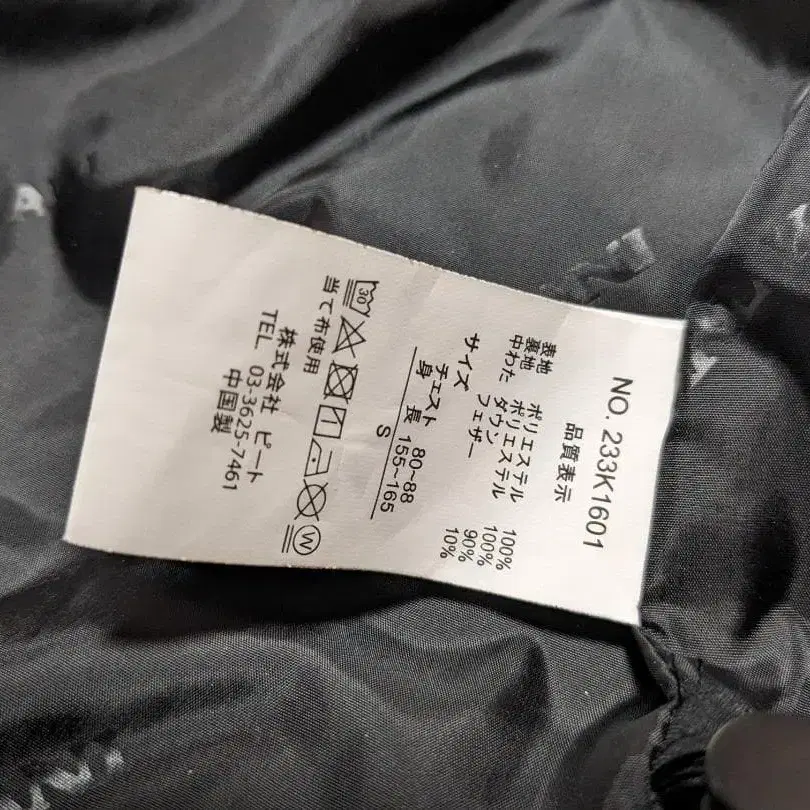 NO. 233K1601
品質表示
表地 ポリエステル 100%
裏地 ポリエステル 100%
中わた ダウン 90%
フェザー 10%
サイズ
チェスト 80~88
身長 155~165
S
30
W
当て布使用
株式会社 ピート
TEL 03-3625-7461
中国製